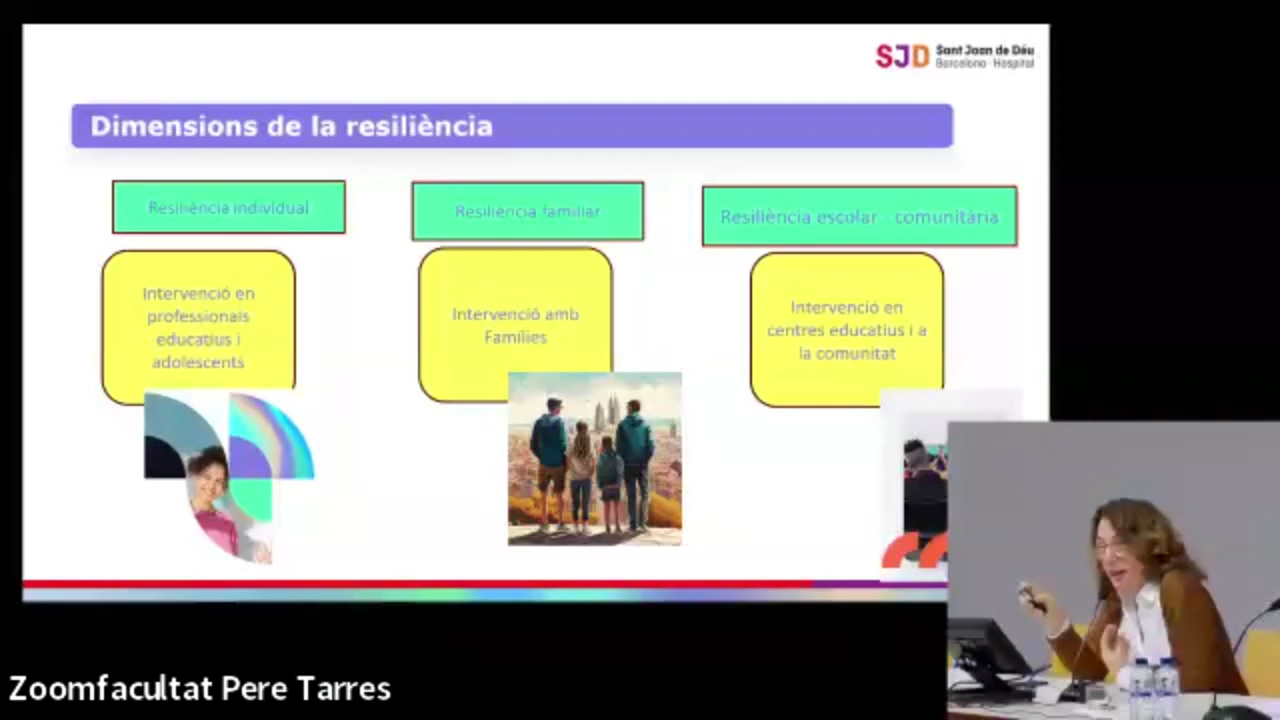 SJD Sant Joan de Déu
Barcelona · Hospital
Dimensions de la resiliència
Resiliència individual
Resiliència familiar
Resiliència escolar - comunitària
Intervenció en
professionals
educatius i
adolescents
Intervenció amb
Famílies
Intervenció en
centres educatius i a
la comunitat
Zoomfacultat Pere Tarres